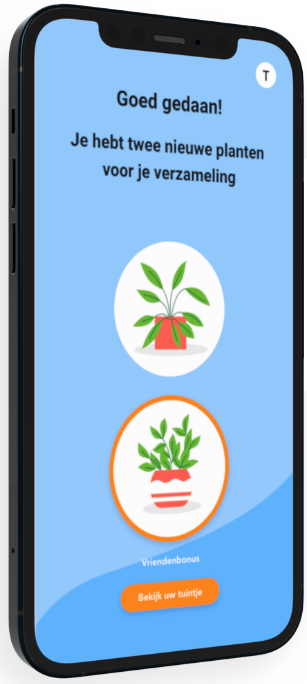 T
Goed gedaan!
Je hebt twee nieuwe planten
voor je verzameling
Vriendenbonus
Bekijk uw tuintje